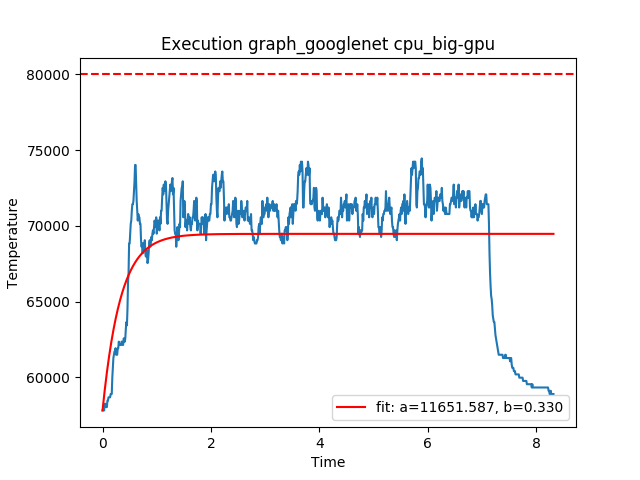 Execution graph_googlenet cpu_big-gpu
80000
75000
70000
65000
60000
Temperature
fit: a=11651.587, b=0.330
0
2
4
6
8
Time